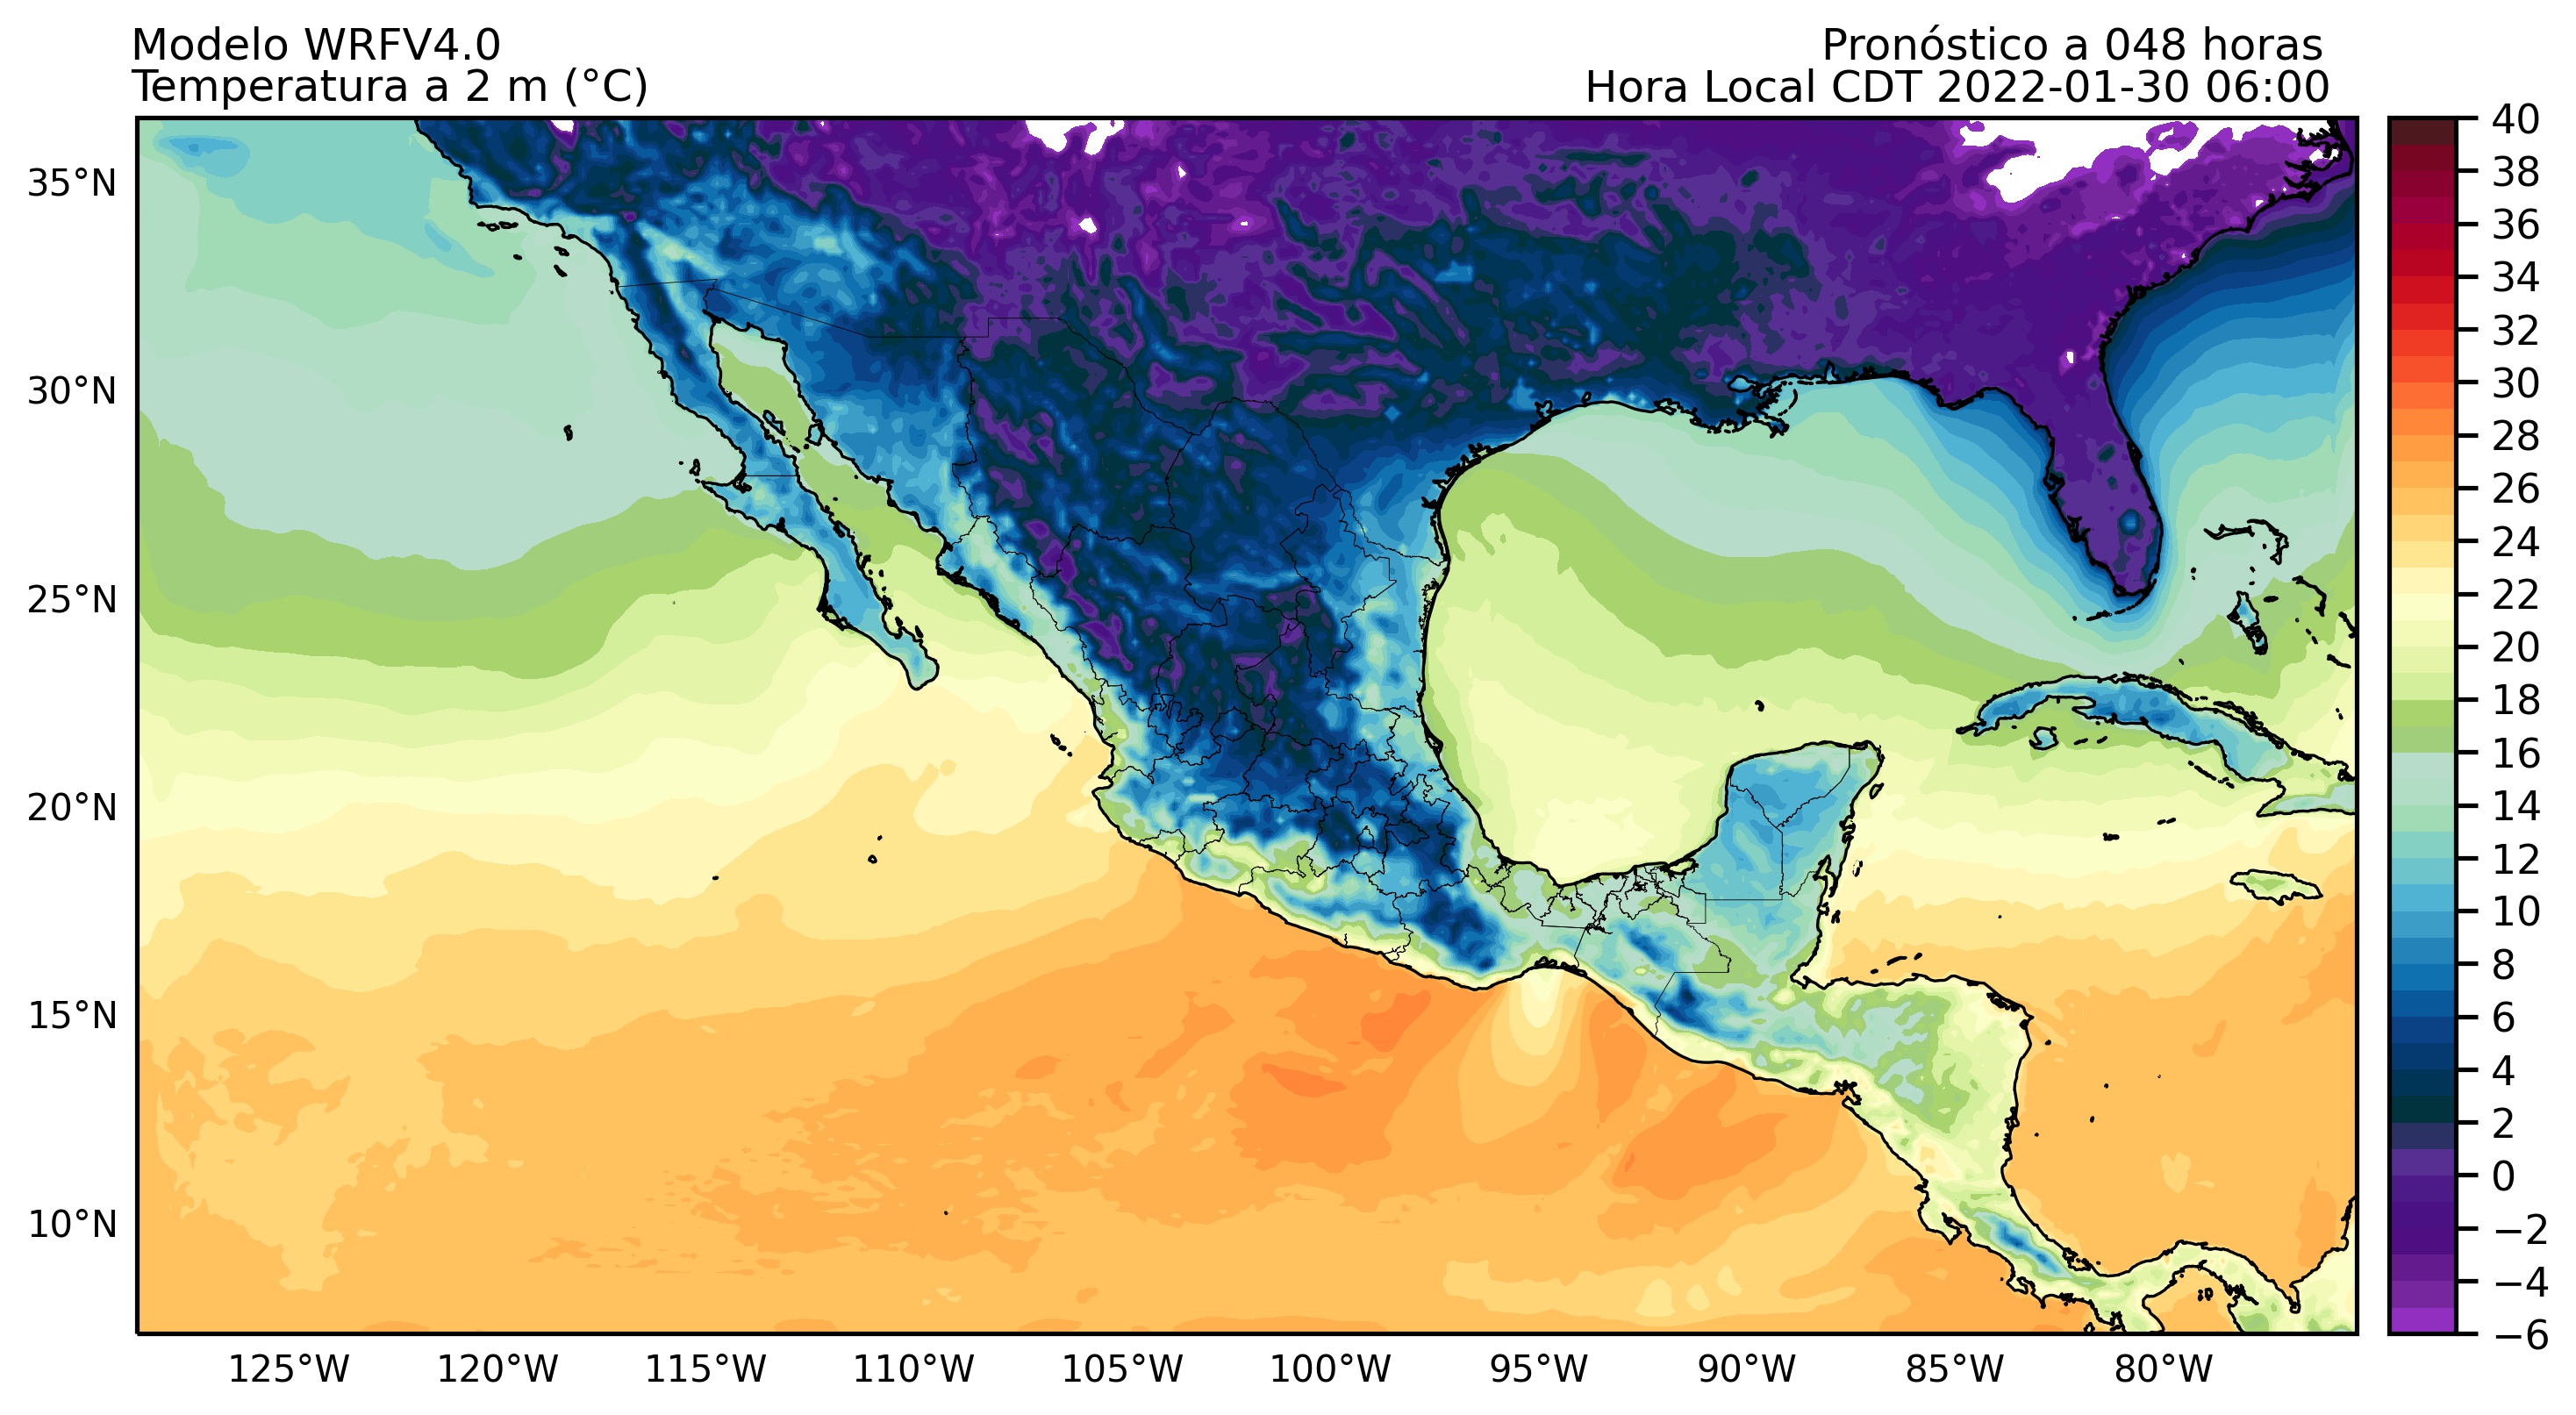 Modelo WRFV4.0
Temperatura a 2 m (°C)
Pronóstico a 048 horas
Hora Local CDT 2022-01-30 06:00
35°N
30°N
25°N
20°N
15°N
10°N
125°W
120°W
115°W
110°W
105°W
100°W
95°W
90°W
85°W
80°W
40
38
36
34
32
30
28
26
24
22
20
18
16
14
12
10
8
6
4
2
0
−2
−4
−6